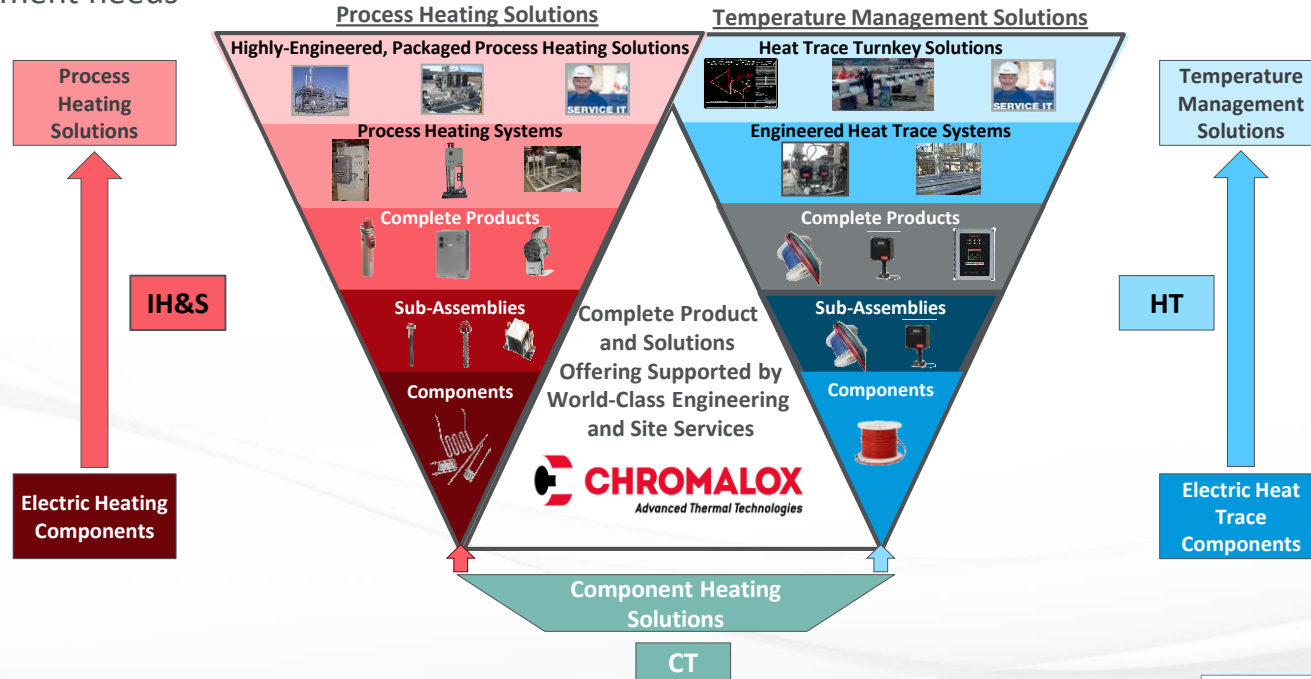 ment needs
Process Heating Solutions
Temperature Management Solutions
Highly-Engineered, Packaged Process Heating Solutions
Heat Trace Turnkey Solutions
SERVICE IT
SERVICE IT
Process
Heating
Solutions
Temperature
Management
Solutions
Process Heating Systems
Engineered Heat Trace Systems
Complete Products
Complete Products
IH&S
HT
Sub-Assemblies
Sub-Assemblies
Complete Product
and Solutions
Offering Supported by
World-Class Engineering
and Site Services
Components
Components
CHROMALOX
Advanced Thermal Technologies
Electric Heating
Components
Electric Heat
Trace
Components
Component Heating
Solutions
CT